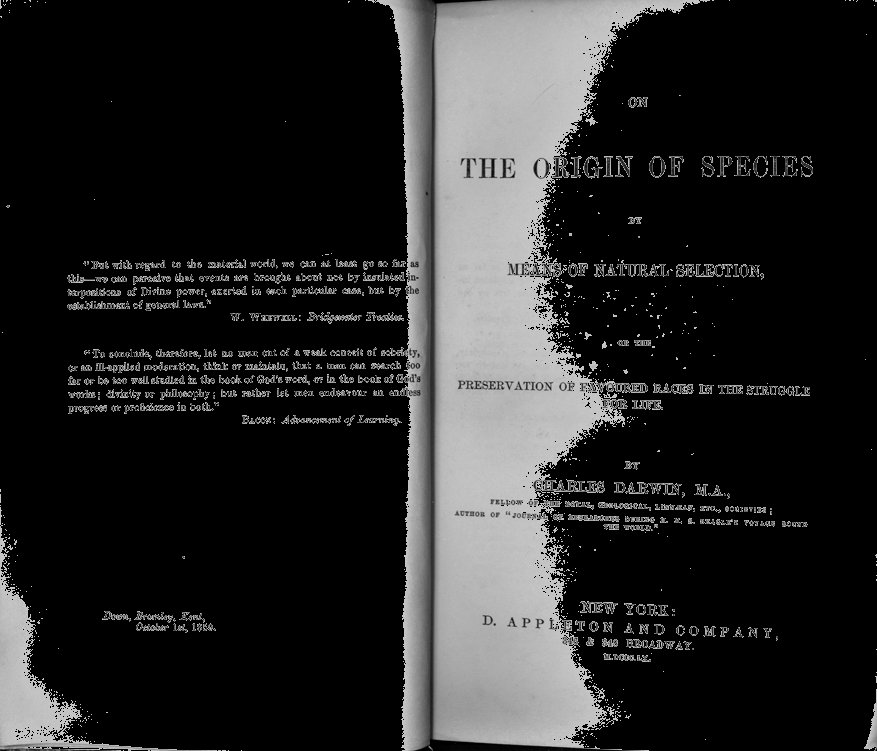 "But with regard to the material world, we can at least go so far as
this—we can perceive that events are brought about not by insulated in-
terpositions of Divine power, exerted in each particular case, but by the
establishment of general laws."
W. Whewell: Bridgewater Treatise.
"To conclude, therefore, let no man out of a weak conceit of sobriety,
or an ill-applied moderation, think or maintain, that a man can search too
far or be too well studied in the book of God's word, or in the book of God's
works; divinity or philosophy; but rather let men endeavour an endless
progress or proficience in both."
Bacon: Advancement of Learning.
Down, Bromley, Kent,
October 1st, 1859.
ON
THE ORIGIN OF SPECIES
BY
MEANS OF NATURAL SELECTION,
OR THE
PRESERVATION OF FAVOURED RACES IN THE STRUGGLE
FOR LIFE.
BY
CHARLES DARWIN, M.A.,
FELLOW OF THE ROYAL, GEOLOGICAL, LINNÆAN, ETC., SOCIETIES;
AUTHOR OF "JOURNAL OF RESEARCHES DURING H. M. S. BEAGLE'S VOYAGE ROUND
THE WORLD."
NEW YORK:
D. APPLETON AND COMPANY,
& BROADWAY.
M.DCCC.LX.